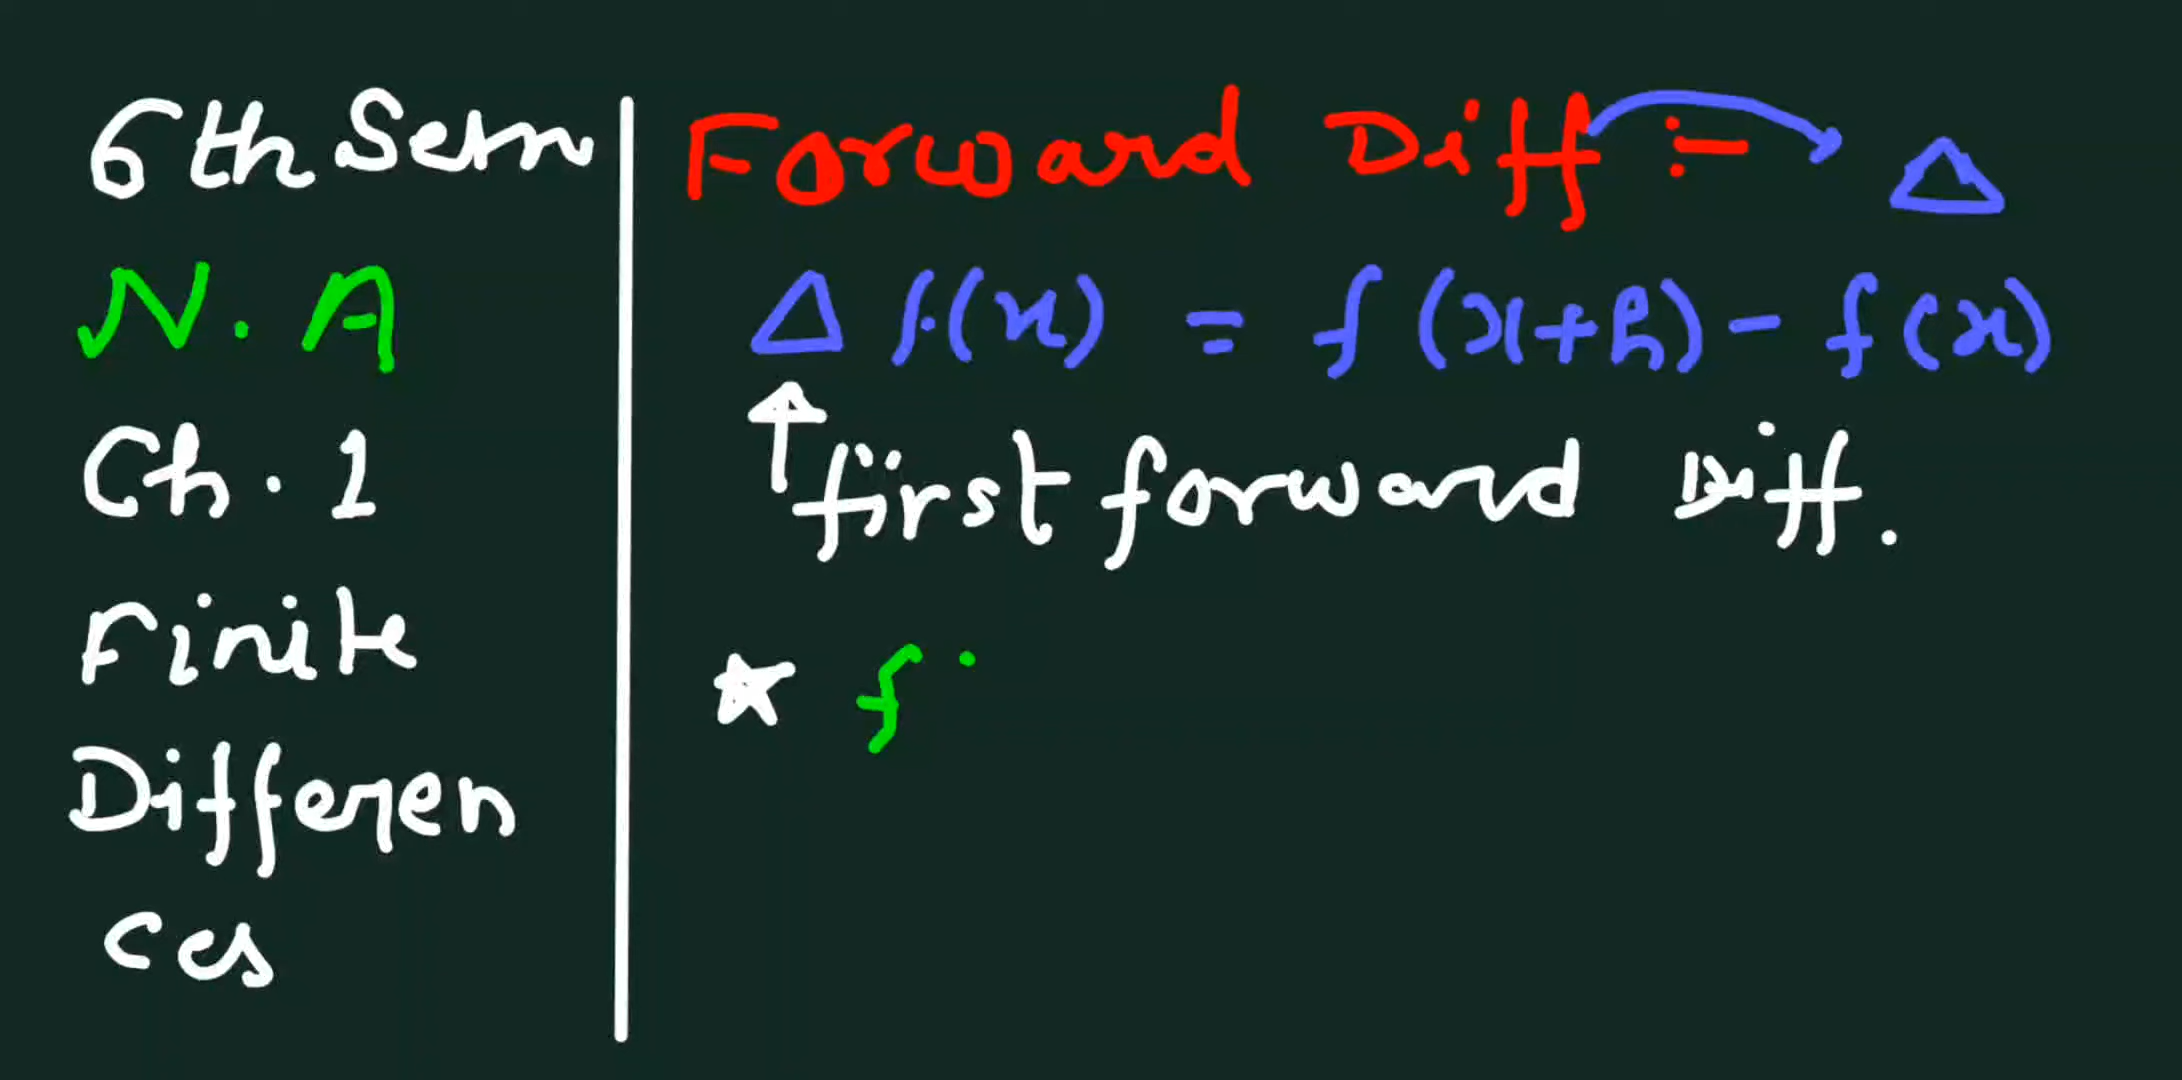 6th Sem
N. A
Ch. 1
Finite
Differen
ces
Forward Diff :- Δ
Δ f(x) = f(x+h) - f(x)
first forward Diff.
f